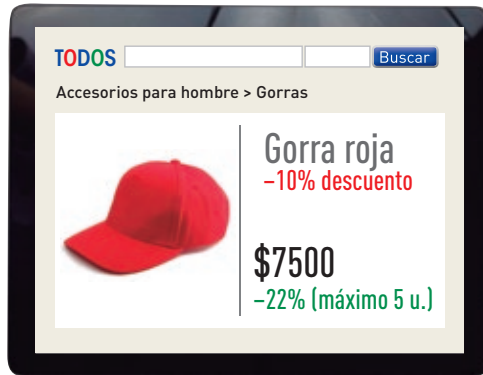 TODOS
Buscar
Accesorios para hombre > Gorras
Gorra roja
–10% descuento
$7500
–22% (máximo 5 u.)